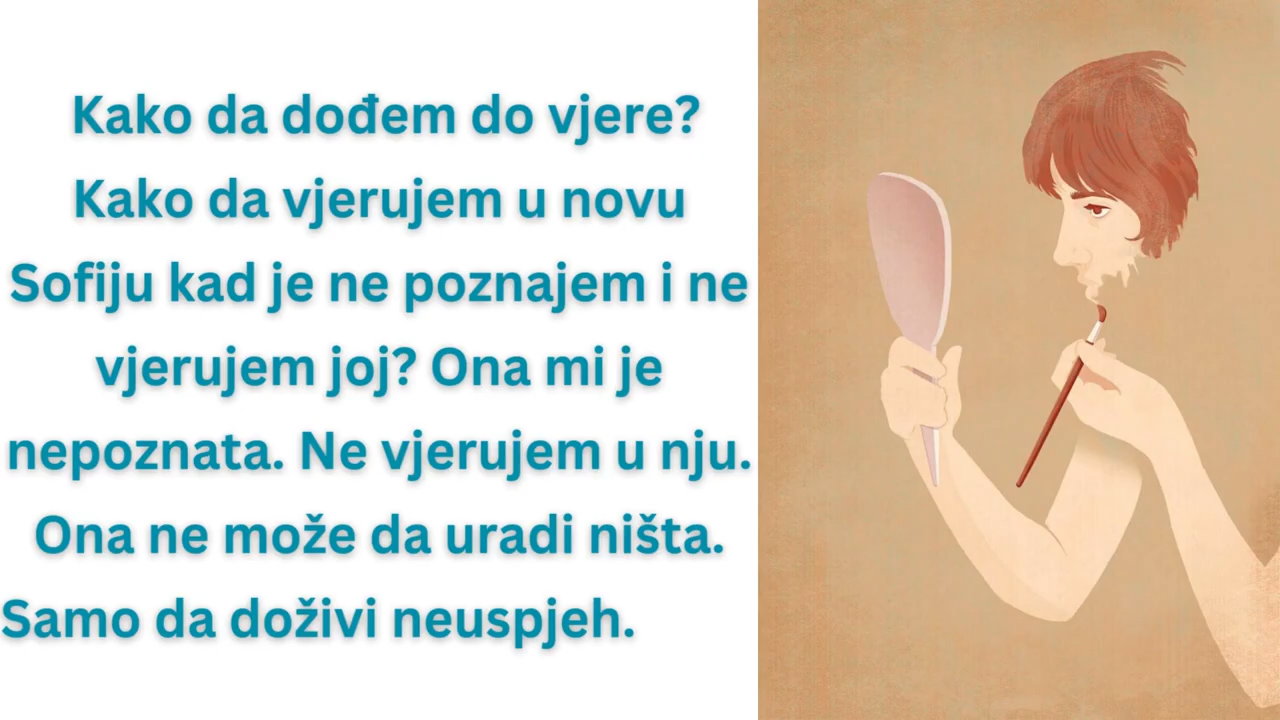 Kako da dođem do vjere?
Kako da vjerujem u novu
Sofiju kad je ne poznajem i ne
vjerujem joj? Ona mi je
nepoznata. Ne vjerujem u nju.
Ona ne može da uradi ništa.
Samo da doživi neuspjeh.